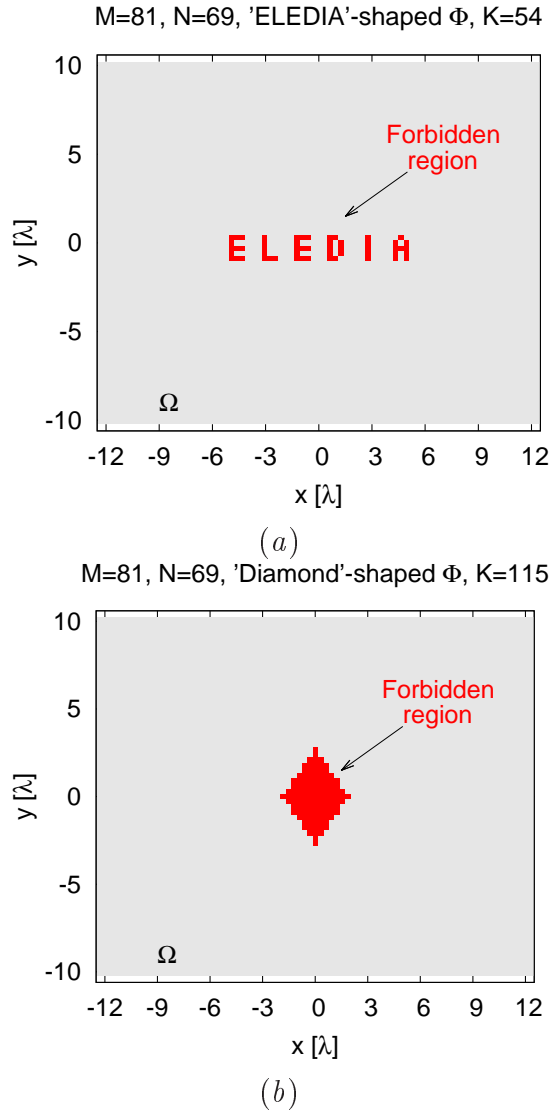 M=81, N=69, 'ELEDIA'-shaped Φ, K=54
10
5
0
-5
-10
y [λ]
Forbidden
region
ELEDIA
Ω
-12 -9 -6 -3 0 3 6 9 12
x [λ]
(a)
M=81, N=69, 'Diamond'-shaped Φ, K=115
10
5
0
-5
-10
y [λ]
Forbidden
region
Ω
-12 -9 -6 -3 0 3 6 9 12
x [λ]
(b)